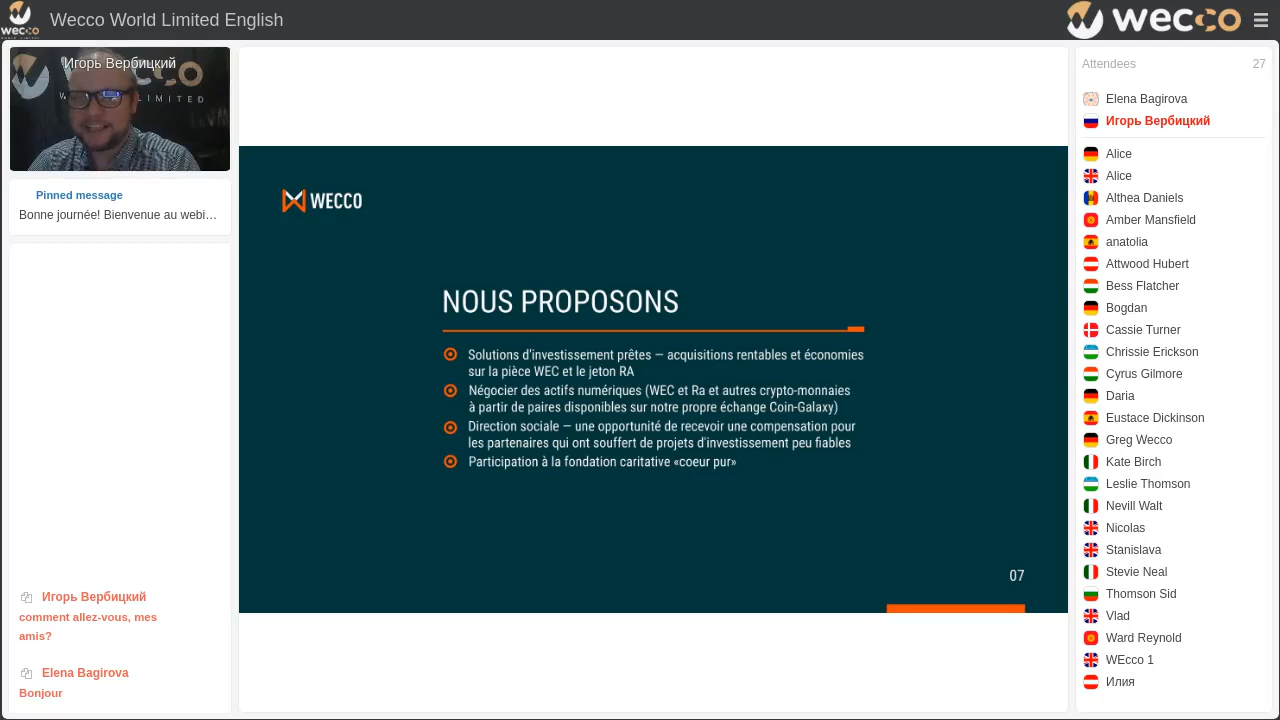 wecco
Wecco World Limited English
wecco
Игорь Вербицкий
Pinned message
Bonne journée! Bienvenue au webi…
Игорь Вербицкий
comment allez-vous, mes
amis?
Elena Bagirova
Bonjour
WECCO
NOUS PROPOSONS
Solutions d'investissement prêtes — acquisitions rentables et économies
sur la pièce WEC et le jeton RA
Négocier des actifs numériques (WEC et Ra et autres crypto-monnaies
à partir de paires disponibles sur notre propre échange Coin-Galaxy)
Direction sociale — une opportunité de recevoir une compensation pour
les partenaires qui ont souffert de projets d'investissement peu fiables
Participation à la fondation caritative «coeur pur»
07
Attendees 27
Elena Bagirova
Игорь Вербицкий
Alice
Alice
Althea Daniels
Amber Mansfield
anatolia
Attwood Hubert
Bess Flatcher
Bogdan
Cassie Turner
Chrissie Erickson
Cyrus Gilmore
Daria
Eustace Dickinson
Greg Wecco
Kate Birch
Leslie Thomson
Nevill Walt
Nicolas
Stanislava
Stevie Neal
Thomson Sid
Vlad
Ward Reynold
WEcco 1
Илия